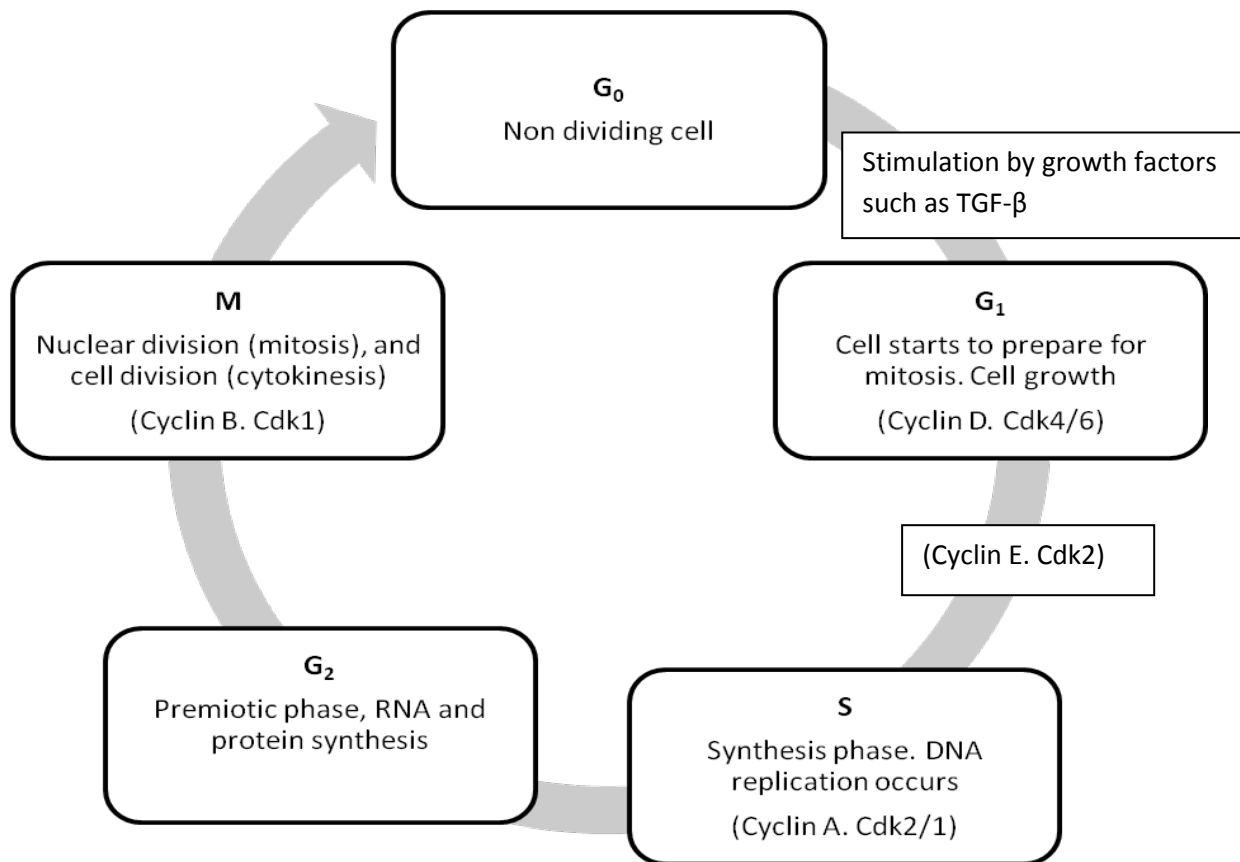 G₀
Non dividing cell
Stimulation by growth factors
such as TGF-β
G₁
Cell starts to prepare for
mitosis. Cell growth
(Cyclin D. Cdk4/6)
(Cyclin E. Cdk2)
S
Synthesis phase. DNA
replication occurs
(Cyclin A. Cdk2/1)
G₂
Premiotic phase, RNA and
protein synthesis
M
Nuclear division (mitosis), and
cell division (cytokinesis)
(Cyclin B. Cdk1)